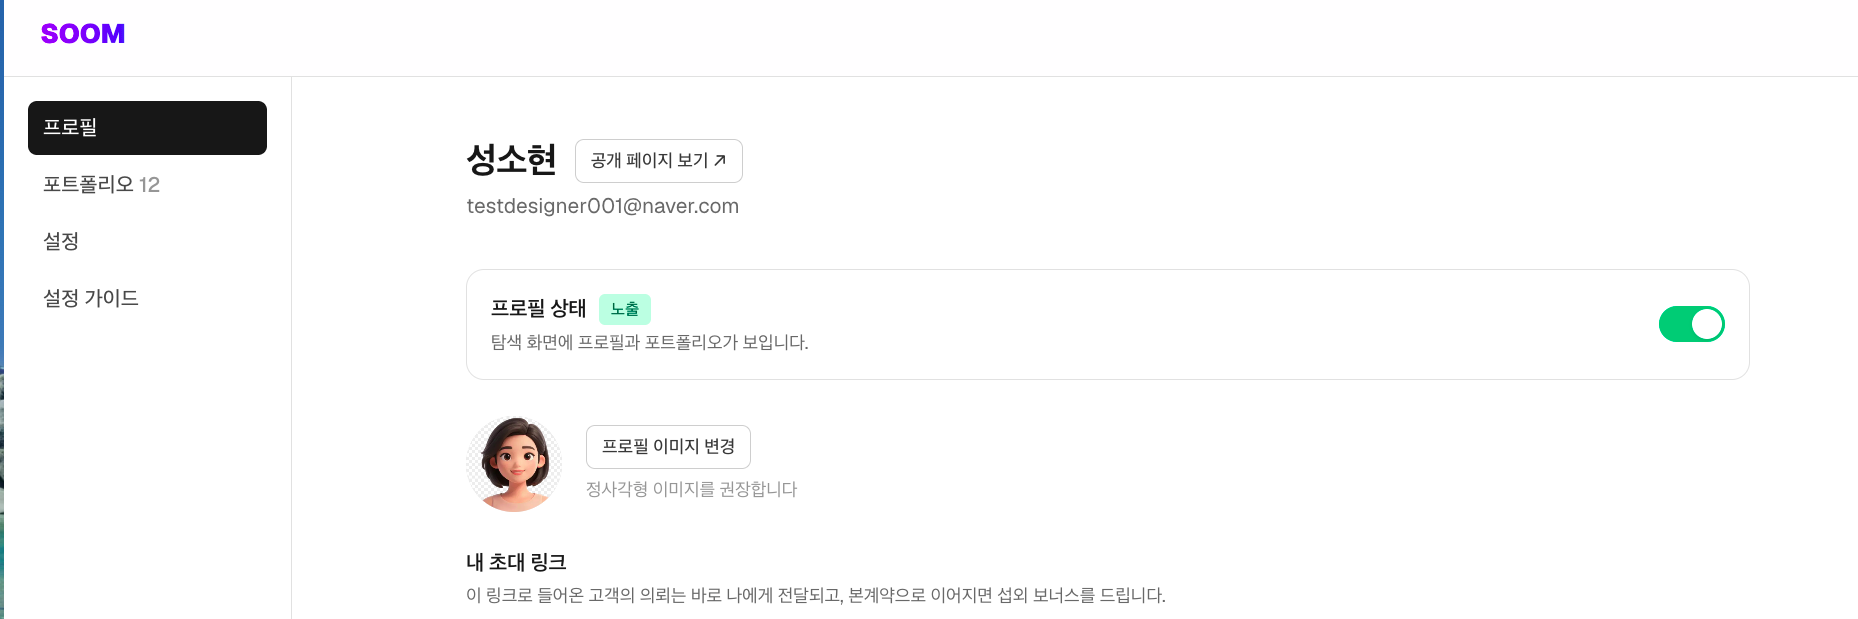 SOOM
프로필
포트폴리오 12
설정
설정 가이드
성소현
공개 페이지 보기 ↗
testdesigner001@naver.com
프로필 상태 노출
탐색 화면에 프로필과 포트폴리오가 보입니다.
프로필 이미지 변경
정사각형 이미지를 권장합니다
내 초대 링크
이 링크로 들어온 고객의 의뢰는 바로 나에게 전달되고, 본계약으로 이어지면 섭외 보너스를 드립니다.